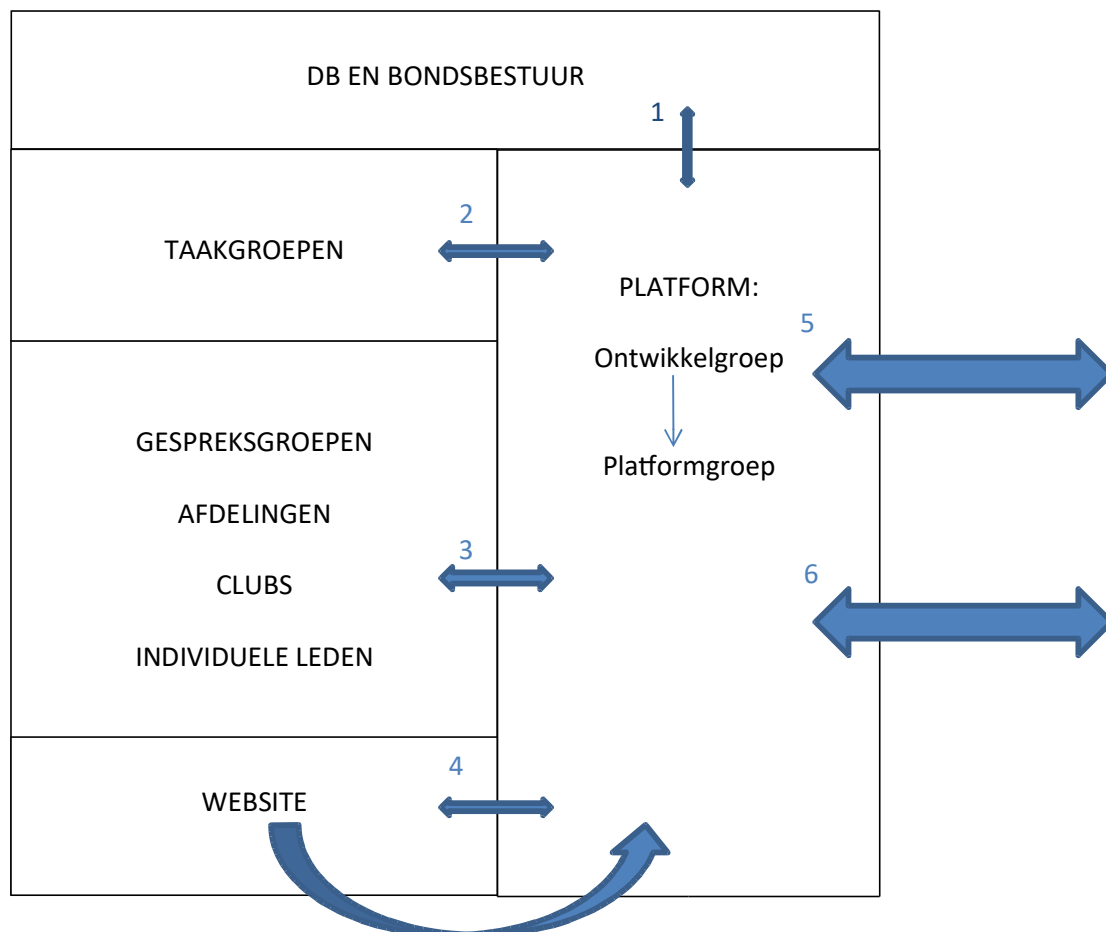 DB EN BONDSBESTUUR
1
2
TAAKGROEPEN
PLATFORM:
5
Ontwikkelgroep
GESPREKSGROEPEN
Platformgroep
AFDELINGEN
3
CLUBS
6
INDIVIDUELE LEDEN
4
WEBSITE